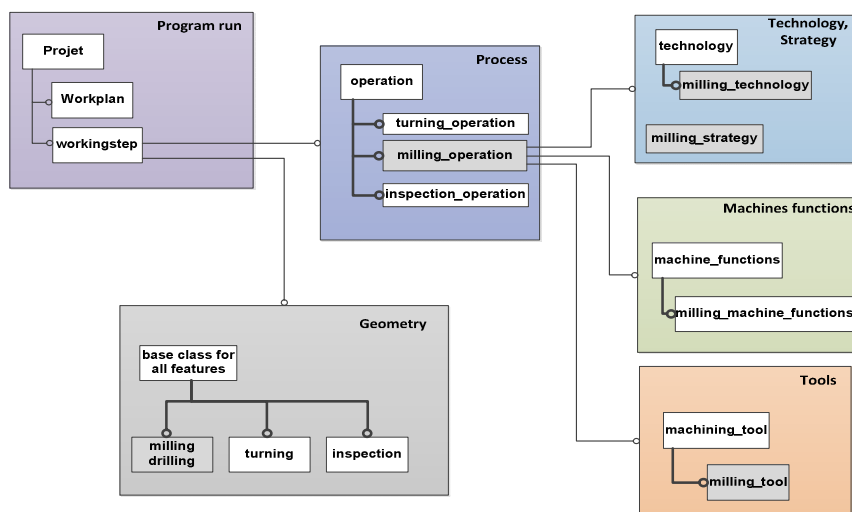 Program run
Projet
Workplan
workingstep
Process
operation
turning_operation
milling_operation
inspection_operation
Technology,
Strategy
technology
milling_technology
milling_strategy
Machines functions
machine_functions
milling_machine_functions
Geometry
base class for
all features
milling
drilling
turning
inspection
Tools
machining_tool
milling_tool